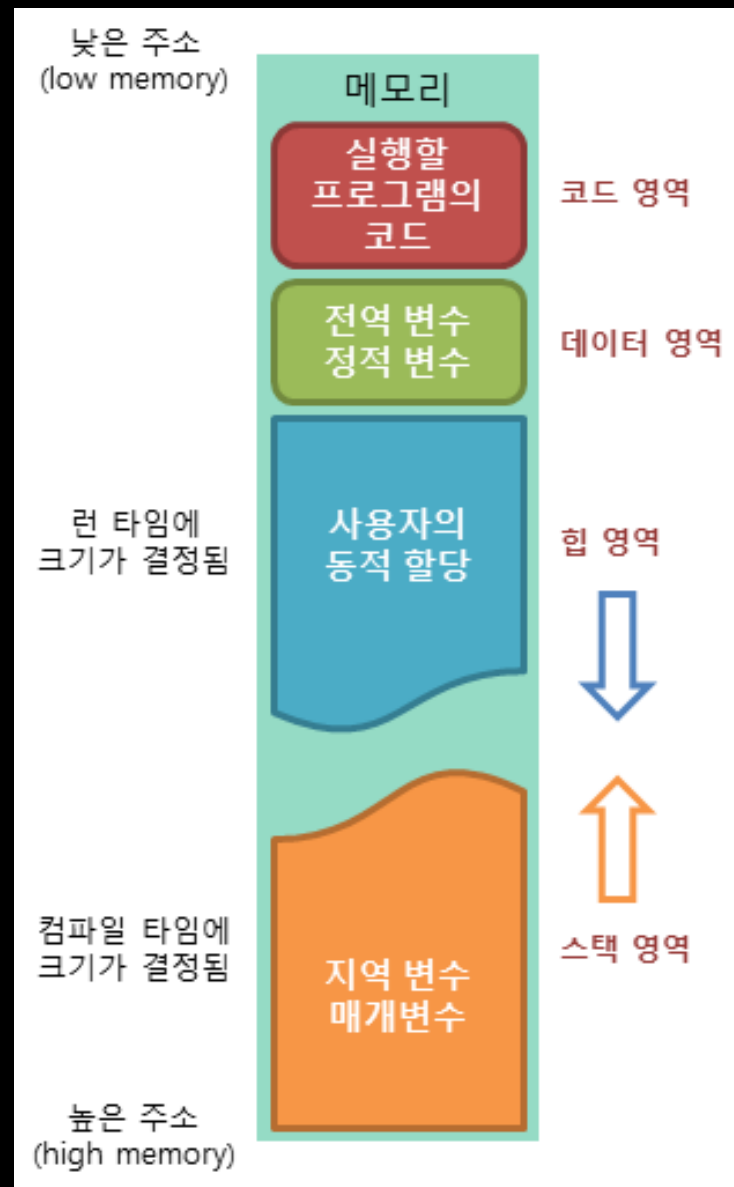 낮은 주소
(low memory)
메모리
실행할
프로그램의
코드
코드 영역
전역 변수
정적 변수
데이터 영역
런 타임에
크기가 결정됨
사용자의
동적 할당
힙 영역
컴파일 타임에
크기가 결정됨
지역 변수
매개변수
스택 영역
높은 주소
(high memory)